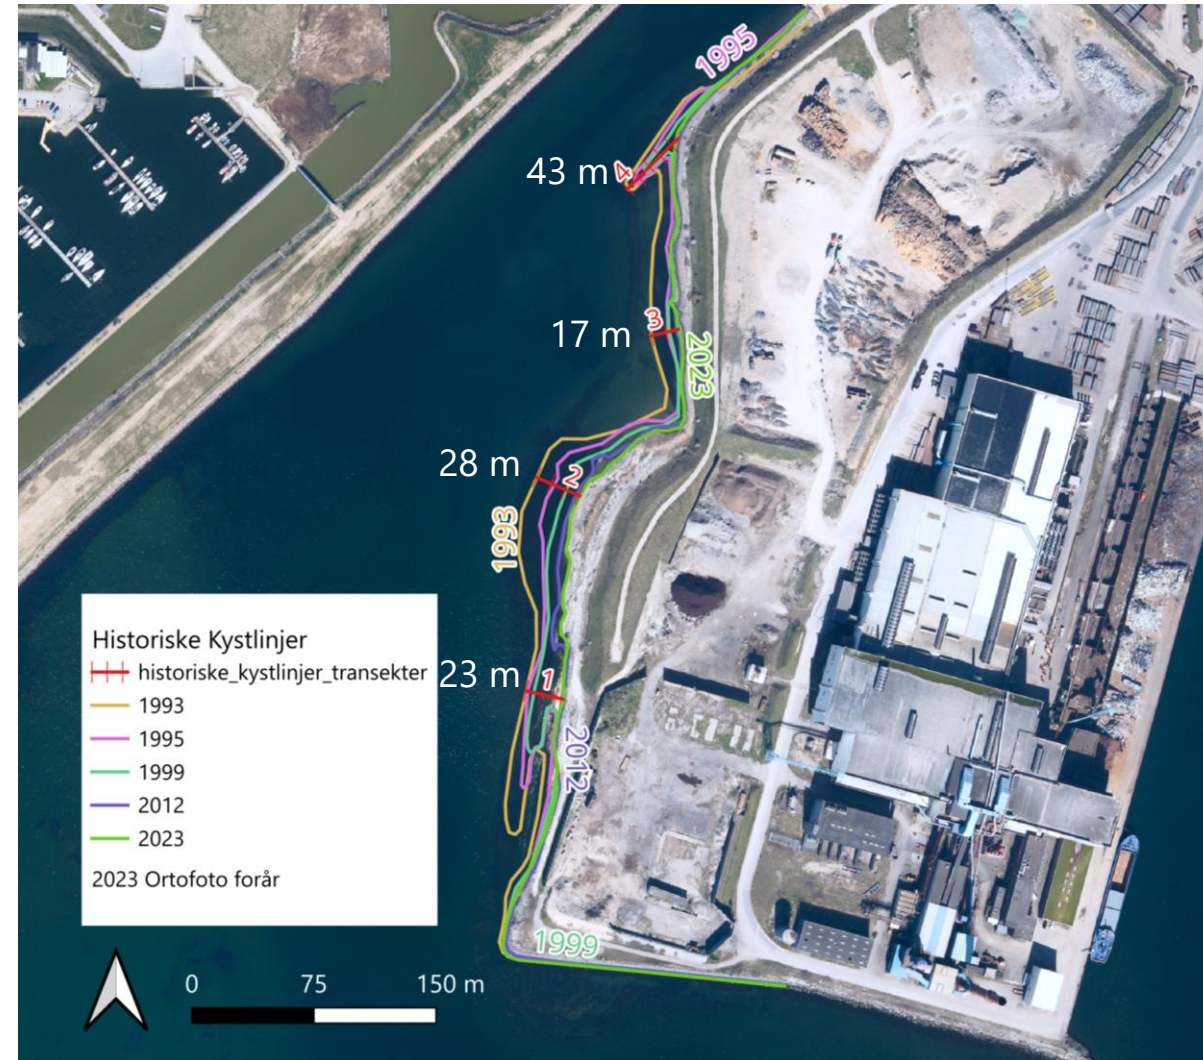 1995
43 m 4
17 m 3
2023
28 m 2
1993
Historiske Kystlinjer
historiske_kystlinjer_transekter
1993
1995
1999
2012
2023
2023 Ortofoto forår
23 m 1
2012
1999
0 75 150 m